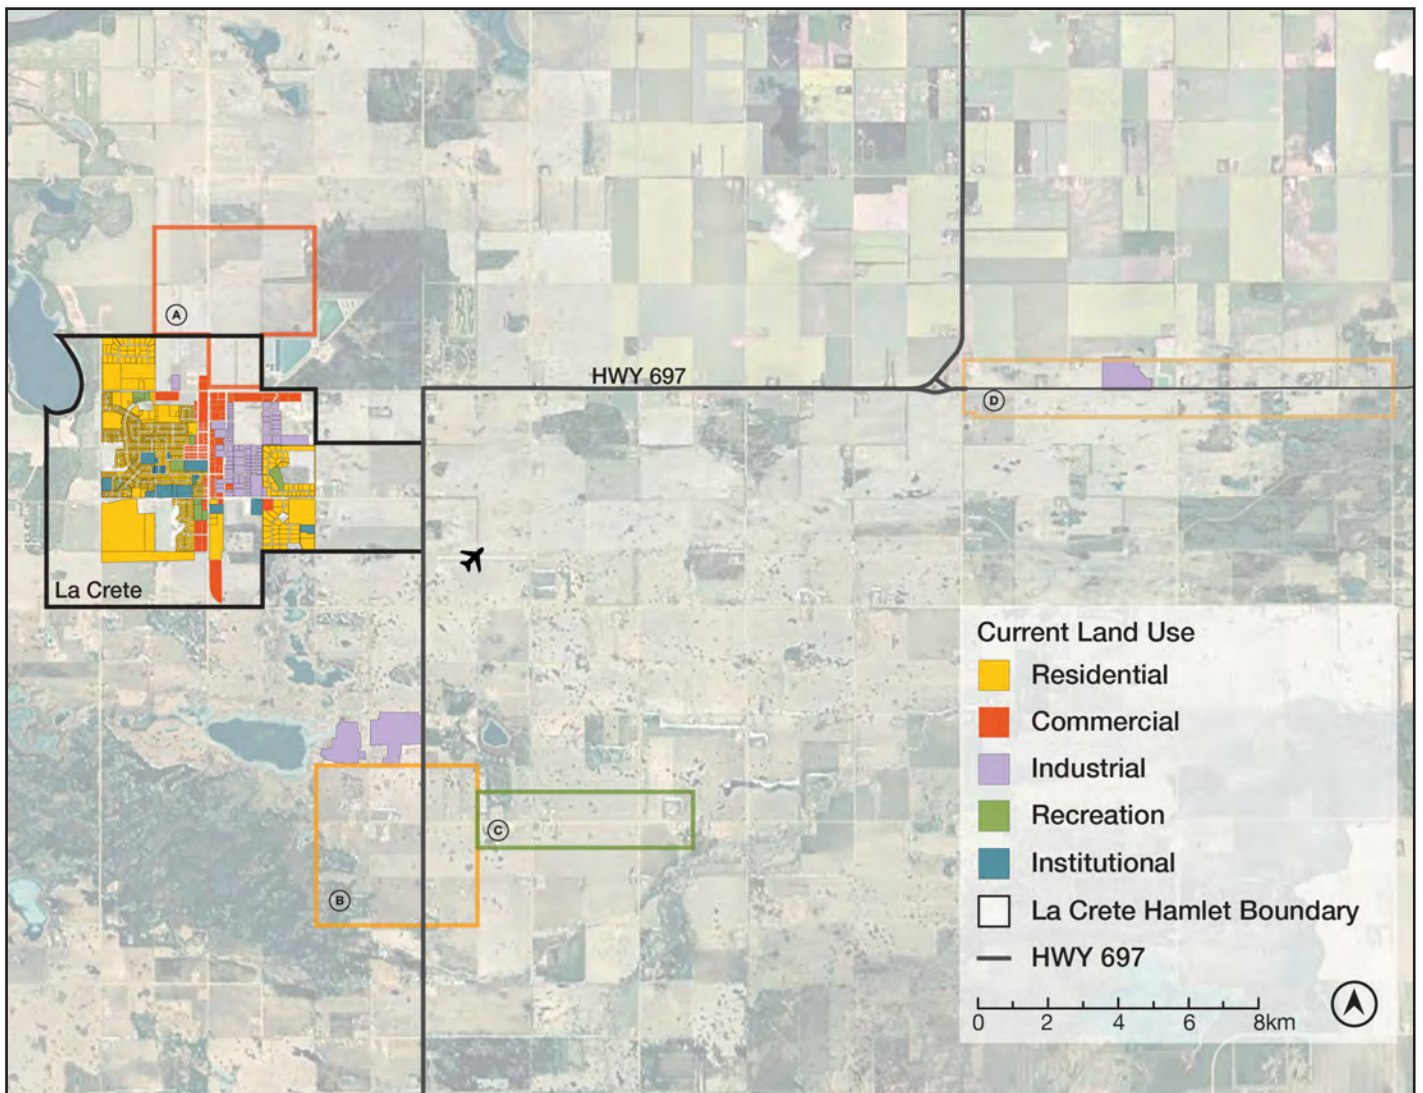 A
HWY 697
D
La Crete
C
B
Current Land Use
Residential
Commercial
Industrial
Recreation
Institutional
La Crete Hamlet Boundary
HWY 697
0 2 4 6 8km